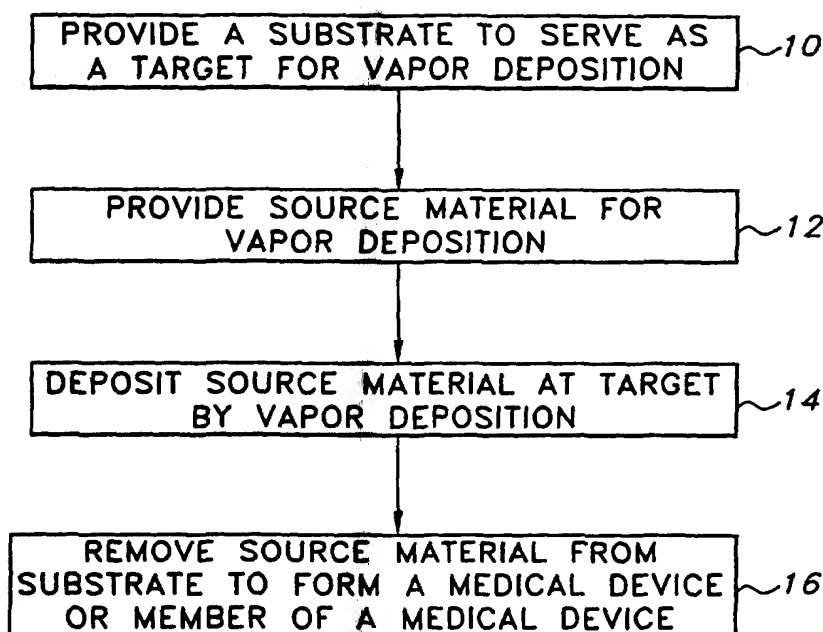 PROVIDE A SUBSTRATE TO SERVE AS
A TARGET FOR VAPOR DEPOSITION
10
PROVIDE SOURCE MATERIAL FOR
VAPOR DEPOSITION
12
DEPOSIT SOURCE MATERIAL AT TARGET
BY VAPOR DEPOSITION
14
REMOVE SOURCE MATERIAL FROM
SUBSTRATE TO FORM A MEDICAL DEVICE
OR MEMBER OF A MEDICAL DEVICE
16